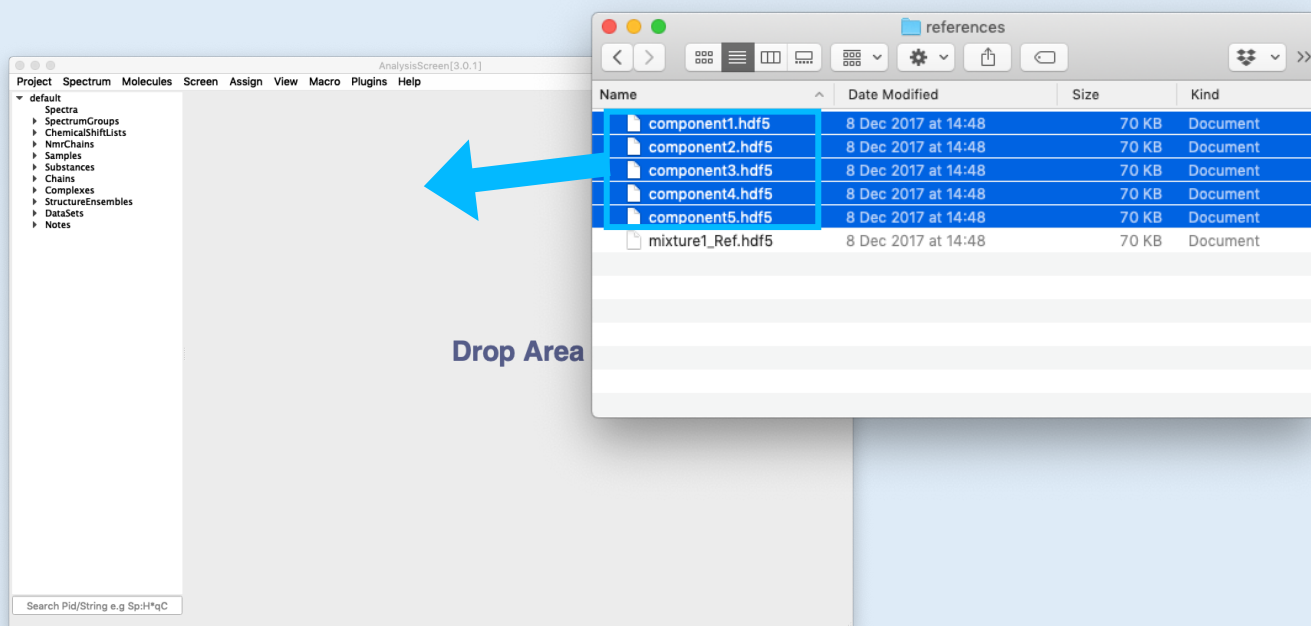 references
AnalysisScreen[3.0.1]
Project Spectrum Molecules Screen Assign View Macro Plugins Help
default
Spectra
SpectrumGroups
ChemicalShiftLists
NmrChains
Samples
Substances
Chains
Complexes
StructureEnsembles
DataSets
Notes
Drop Area
Search Pid/String e.g Sp:H*qC
Name Date Modified Size Kind
component1.hdf5 8 Dec 2017 at 14:48 70 KB Document
component2.hdf5 8 Dec 2017 at 14:48 70 KB Document
component3.hdf5 8 Dec 2017 at 14:48 70 KB Document
component4.hdf5 8 Dec 2017 at 14:48 70 KB Document
component5.hdf5 8 Dec 2017 at 14:48 70 KB Document
mixture1_Ref.hdf5 8 Dec 2017 at 14:48 70 KB Document